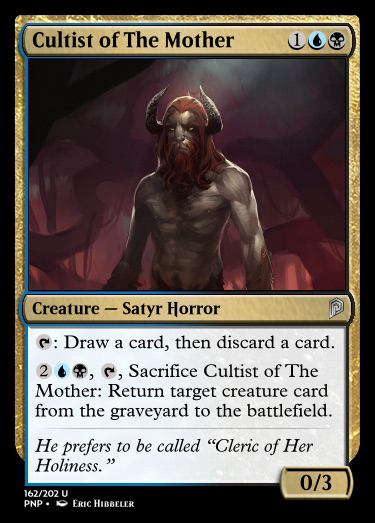 Cultist of The Mother 1
Creature — Satyr Horror
: Draw a card, then discard a card.
2 , , Sacrifice Cultist of The
Mother: Return target creature card
from the graveyard to the battlefield.
He prefers to be called “Cleric of Her
Holiness.”
0/3
162/202 U
PNP • Eric Hibbeler